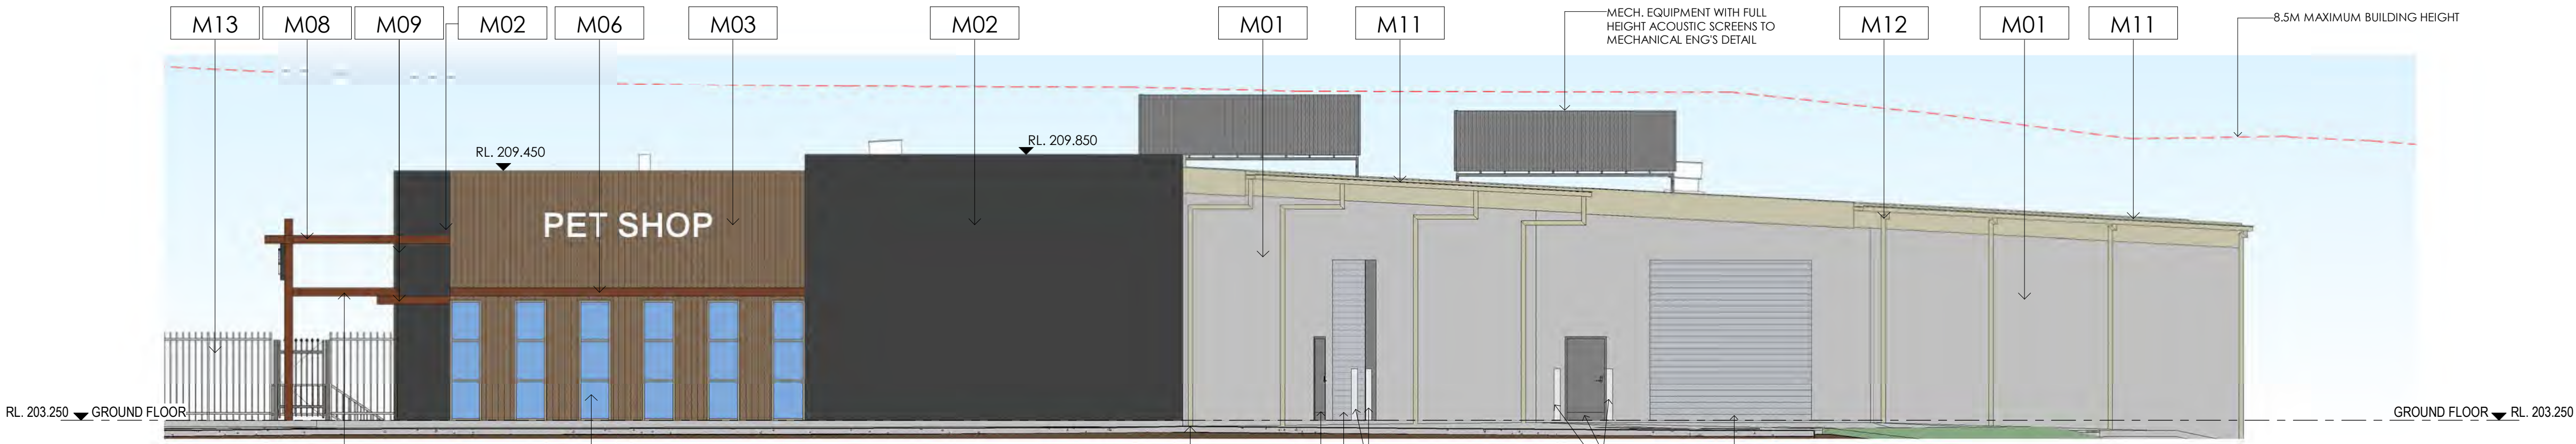 M13
M08
M09
M02
M06
M03
M02
M01
M11
MECH. EQUIPMENT WITH FULL
HEIGHT ACOUSTIC SCREENS TO
MECHANICAL ENG'S DETAIL
M12
M01
M11
8.5M MAXIMUM BUILDING HEIGHT
RL. 209.450
RL. 209.850
PET SHOP
RL. 203.250 GROUND FLOOR
GROUND FLOOR RL. 203.250